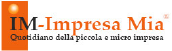 IM-Impresa Mia®
Quotidiano della piccola e micro impresa